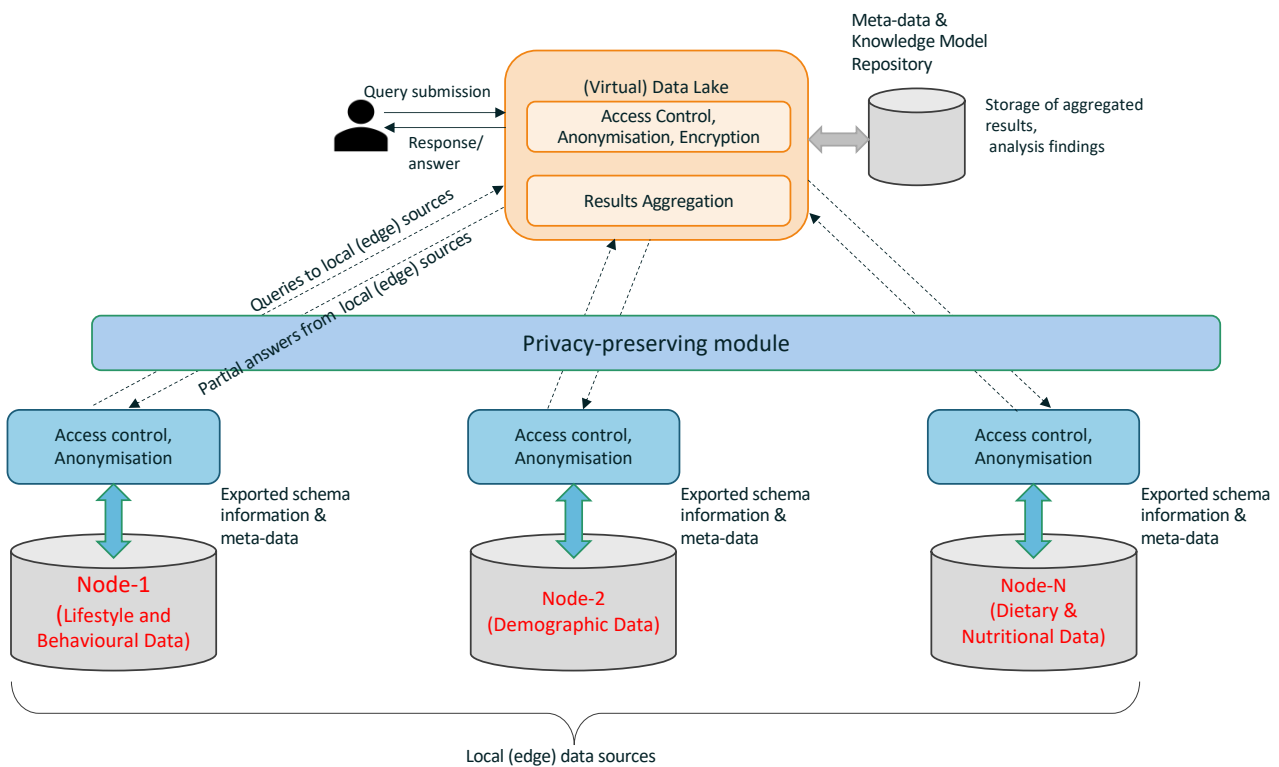 Meta-data &
Knowledge Model
Repository
Query submission
(Virtual) Data Lake
Access Control,
Anonymisation, Encryption
Storage of aggregated
results,
analysis findings
Response/
answer
Results Aggregation
Queries to local (edge) sources
Partial answers from local (edge) sources
Privacy-preserving module
Access control,
Anonymisation
Access control,
Anonymisation
Access control,
Anonymisation
Exported schema
information &
meta-data
Exported schema
information &
meta-data
Exported schema
information &
meta-data
Node-1
(Lifestyle and
Behavioural Data)
Node-2
(Demographic Data)
Node-N
(Dietary &
Nutritional Data)
Local (edge) data sources